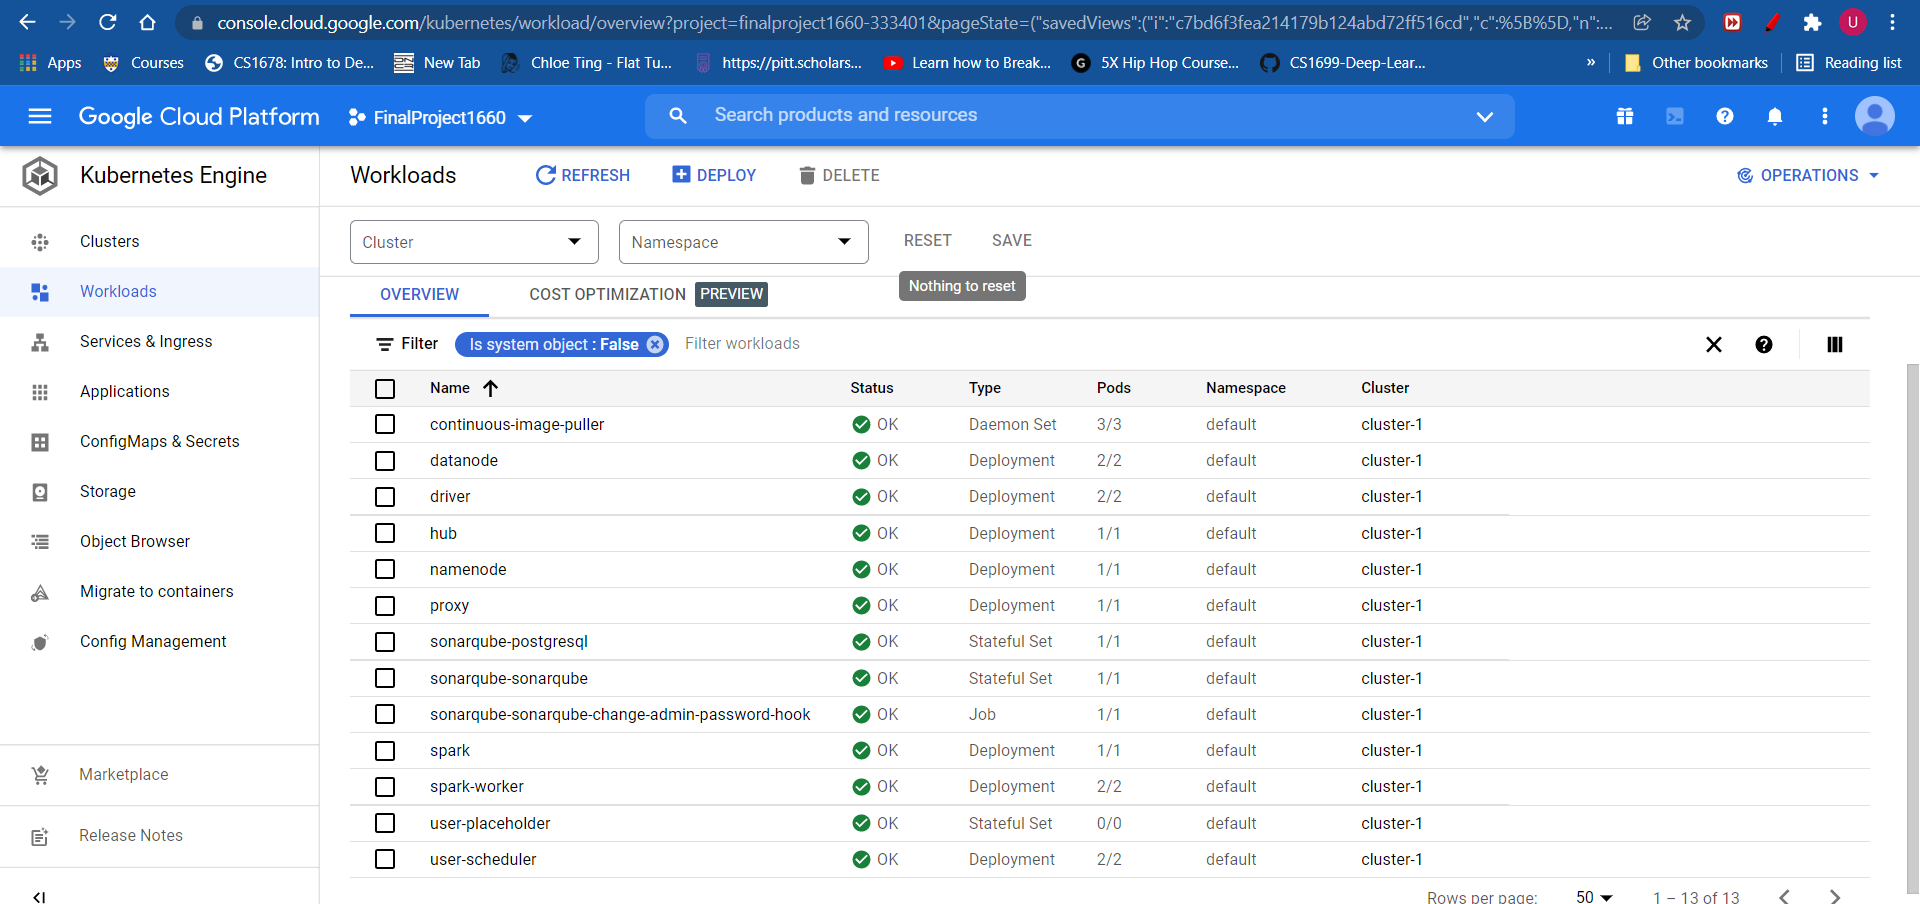 console.cloud.google.com/kubernetes/workload/overview?project=finalproject1660-333401&pageState=("savedViews":("i":"c7bd6f3fea214179b124abd72ff516cd","c":%5B%5D,"n":...
U
Apps Courses CS1678: Intro to De... New Tab Chloe Ting - Flat Tu... https://pitt.scholars... Learn how to Break... G 5X Hip Hop Course... CS1699-Deep-Lear... » Other bookmarks Reading list
Google Cloud Platform FinalProject1660 Search products and resources
Kubernetes Engine Workloads REFRESH DEPLOY DELETE OPERATIONS
Clusters
Workloads
Services & Ingress
Applications
ConfigMaps & Secrets
Storage
Object Browser
Migrate to containers
Config Management
Marketplace
Release Notes
Cluster Namespace RESET SAVE
Nothing to reset
OVERVIEW COST OPTIMIZATION PREVIEW
Filter Is system object : False Filter workloads
Name Status Type Pods Namespace Cluster
continuous-image-puller OK Daemon Set 3/3 default cluster-1
datanode OK Deployment 2/2 default cluster-1
driver OK Deployment 2/2 default cluster-1
hub OK Deployment 1/1 default cluster-1
namenode OK Deployment 1/1 default cluster-1
proxy OK Deployment 1/1 default cluster-1
sonarqube-postgresql OK Stateful Set 1/1 default cluster-1
sonarqube-sonarqube OK Stateful Set 1/1 default cluster-1
sonarqube-sonarqube-change-admin-password-hook OK Job 1/1 default cluster-1
spark OK Deployment 1/1 default cluster-1
spark-worker OK Deployment 2/2 default cluster-1
user-placeholder OK Stateful Set 0/0 default cluster-1
user-scheduler OK Deployment 2/2 default cluster-1
Rows per page: 50 1 – 13 of 13